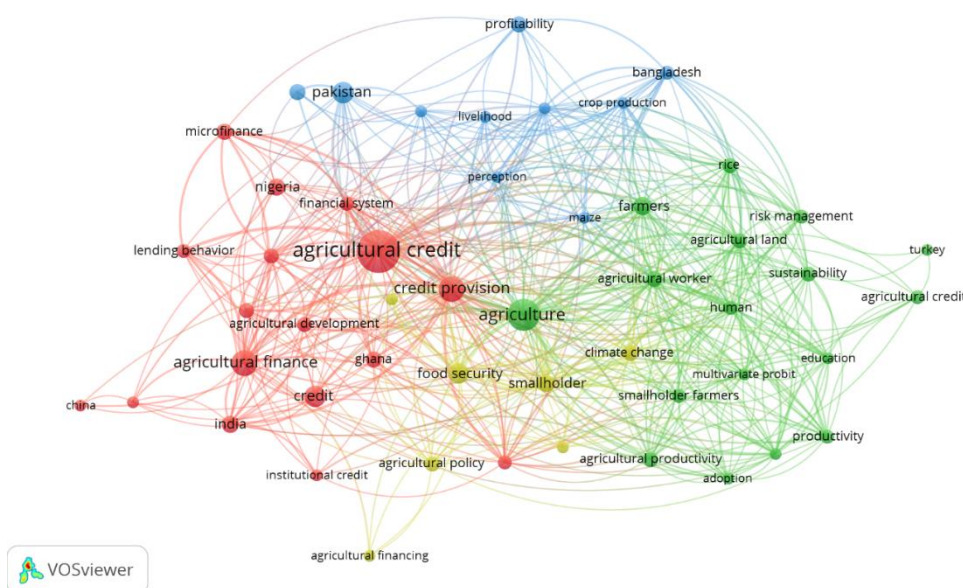 profitability
bangladesh
pakistan
crop production
livelihood
microfinance
rice
perception
nigeria
financial system
farmers
maize
risk management
agricultural land
lending behavior
agricultural credit
turkey
sustainability
agricultural worker
credit provision
agricultural credit
human
agriculture
agricultural development
climate change
ghana
education
agricultural finance
food security
multivariate probit
smallholder
credit
smallholder farmers
china
india
productivity
agricultural policy
agricultural productivity
institutional credit
adoption
agricultural financing
VOSviewer